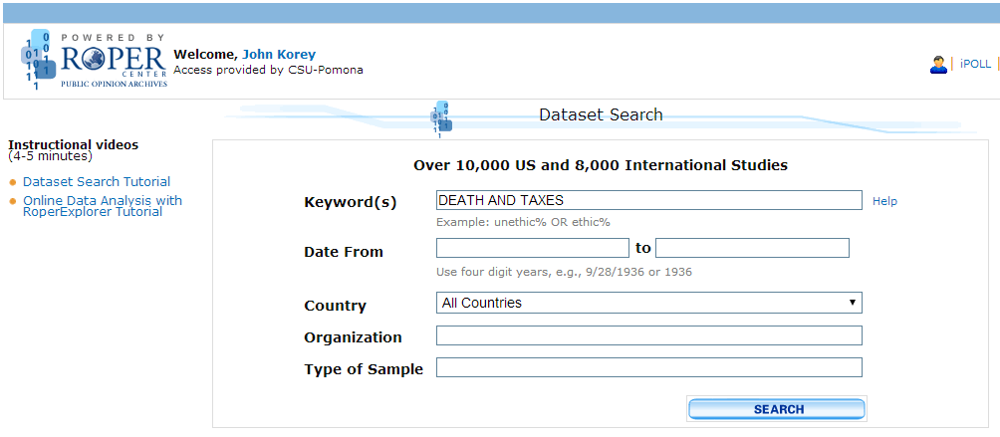 POWERED BY
ROPER
CENTER
PUBLIC OPINION ARCHIVES
Welcome, John Korey
Access provided by CSU-Pomona
iPOLL
Dataset Search
Instructional videos
(4-5 minutes)
Dataset Search Tutorial
Online Data Analysis with
RoperExplorer Tutorial
Over 10,000 US and 8,000 International Studies
Keyword(s) DEATH AND TAXES Help
Example: unethic% OR ethic%
Date From to
Use four digit years, e.g., 9/28/1936 or 1936
Country All Countries
Organization
Type of Sample
SEARCH